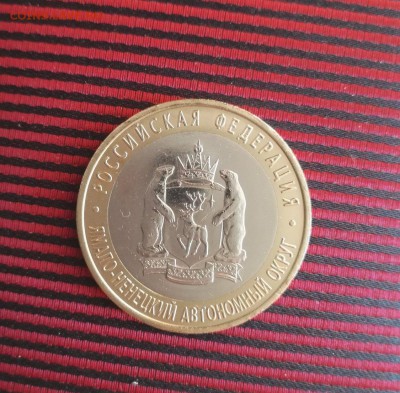 РОССИЙСКАЯ ФЕДЕРАЦИЯ
ЯМАЛО-НЕНЕЦКИЙ АВТОНОМНЫЙ ОКРУГ